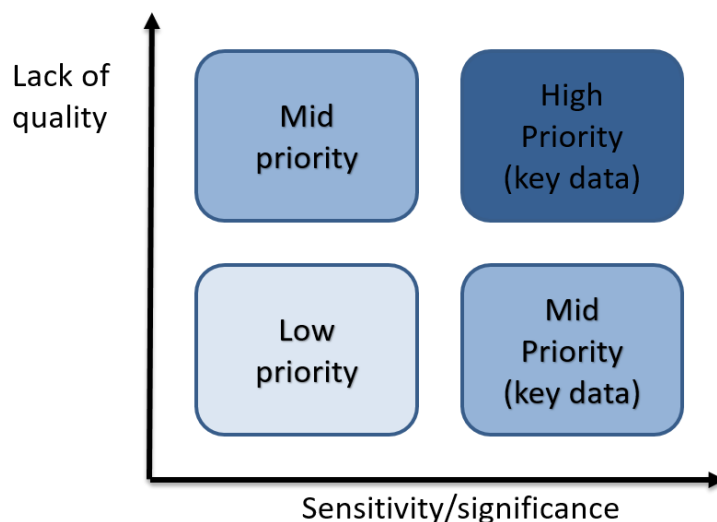 Lack of
quality
Mid
priority
High
Priority
(key data)
Low
priority
Mid
Priority
(key data)
Sensitivity/significance